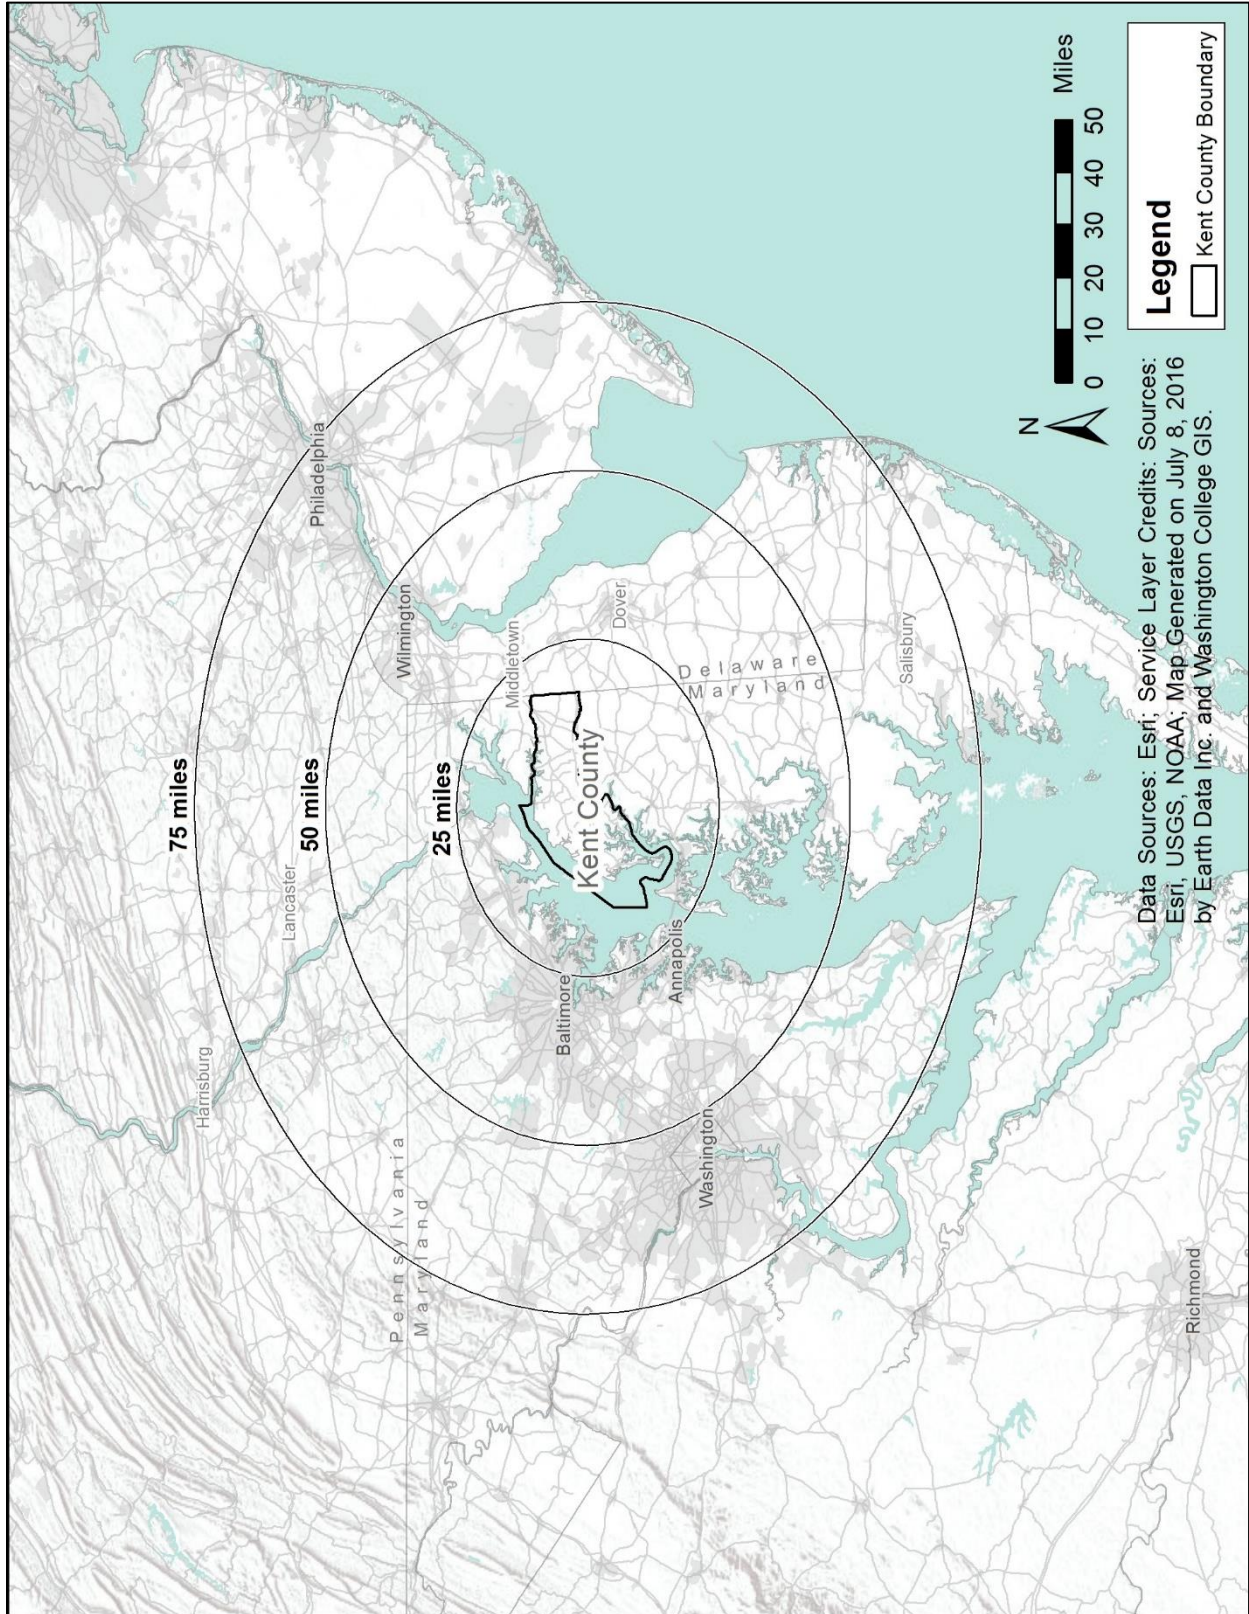 75 miles
50 miles
25 miles
Harrisburg
Lancaster
Philadelphia
Wilmington
Pennsylvania
Maryland
Middletown
Baltimore
Kent County
Dover
Annapolis
Washington
Delaware
Maryland
Salisbury
Richmond
N
0 10 20 30 40 50 Miles
Data Sources: Esri; Service Layer Credits: Sources:
Esri, USGS, NOAA; Map Generated on July 8, 2016
by Earth Data Inc. and Washington College GIS.
Legend
Kent County Boundary